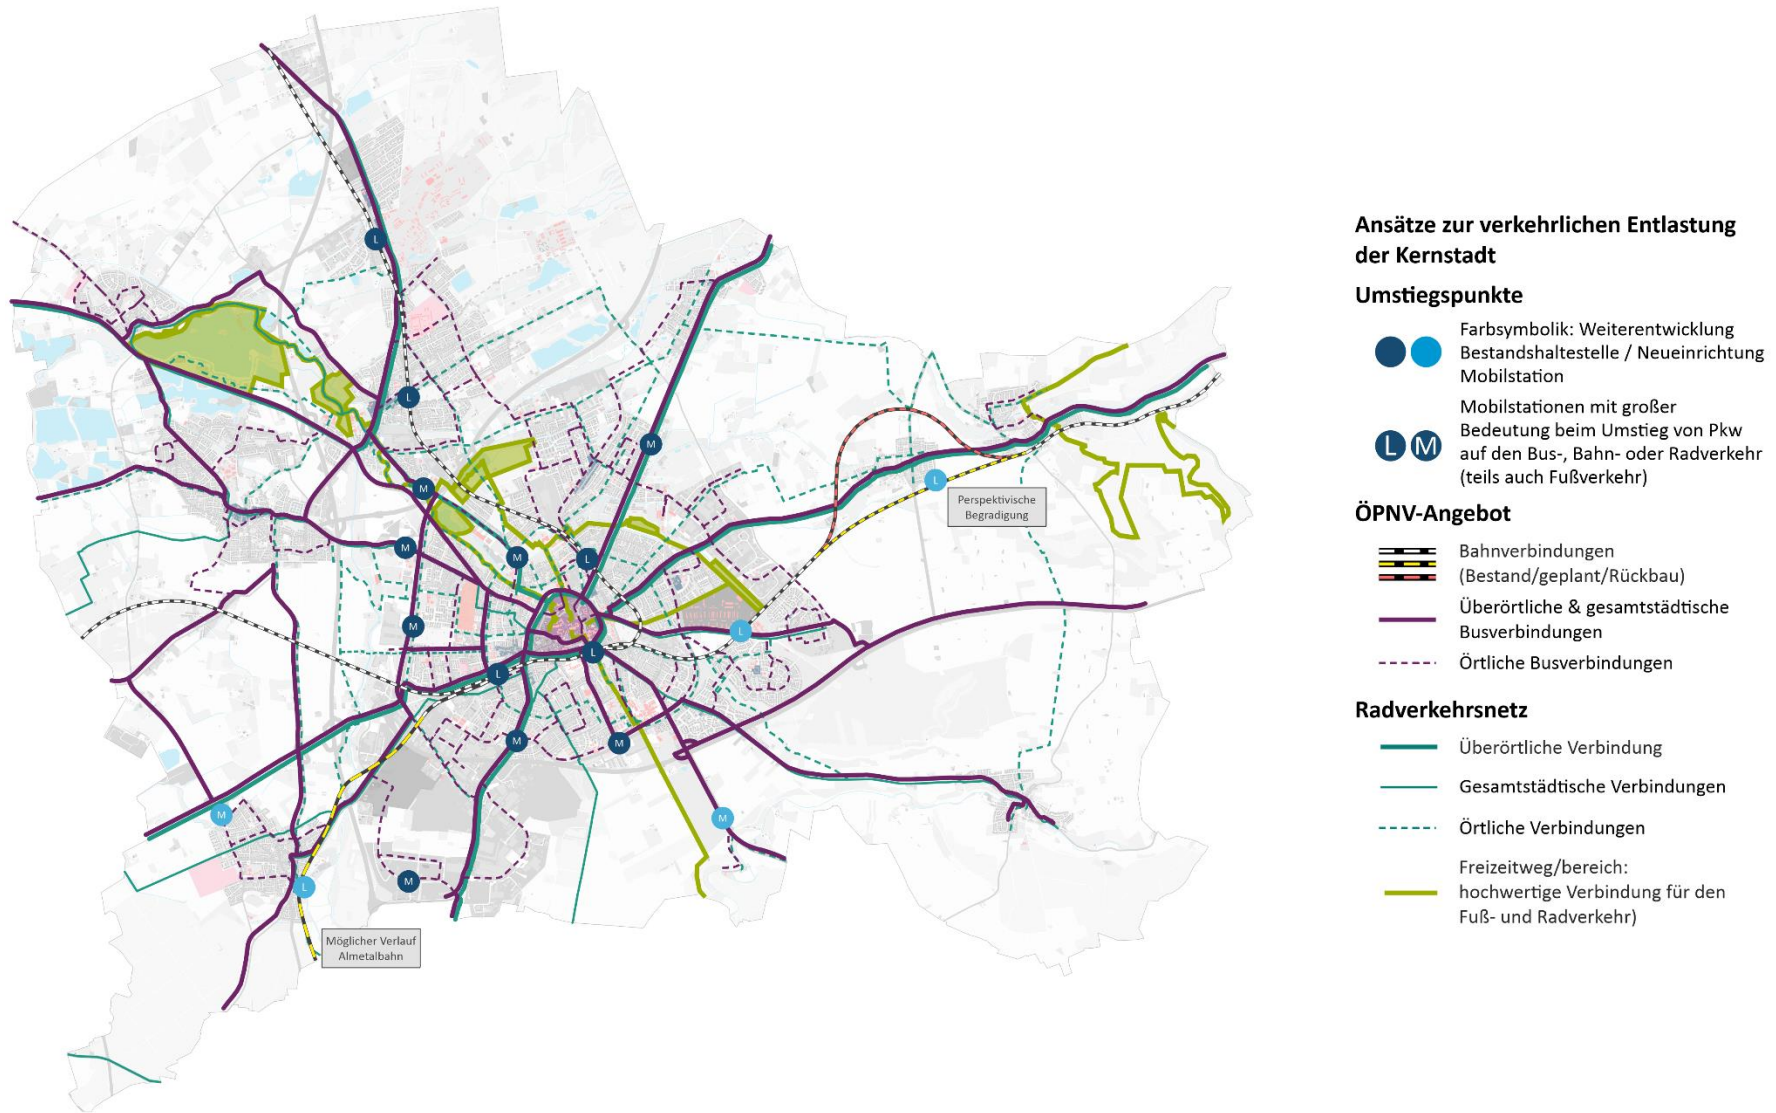 L
L
L
M
M
M
M
L
L
Perspektivische
Begradigung
M
L
L
L
M
M
M
M
L
M
Möglicher Verlauf
Almetalbahn
Ansätze zur verkehrlichen Entlastung
der Kernstadt
Umstiegspunkte
Farbsymbolik: Weiterentwicklung
Bestandshaltestelle / Neueinrichtung
Mobilstation
L M
Mobilstationen mit großer
Bedeutung beim Umstieg von Pkw
auf den Bus-, Bahn- oder Radverkehr
(teils auch Fußverkehr)
ÖPNV-Angebot
Bahnverbindungen
(Bestand/geplant/Rückbau)
Überörtliche & gesamtstädtische
Busverbindungen
Örtliche Busverbindungen
Radverkehrsnetz
Überörtliche Verbindung
Gesamtstädtische Verbindungen
Örtliche Verbindungen
Freizeitweg/bereich:
hochwertige Verbindung für den
Fuß- und Radverkehr)